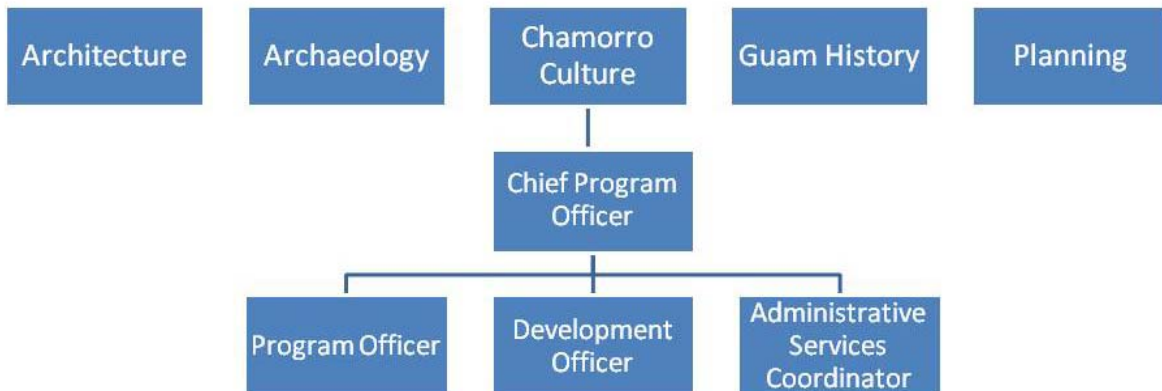 Architecture
Archaeology
Chamorro
Culture
Guam History
Planning
Chief Program
Officer
Program Officer
Development
Officer
Administrative
Services
Coordinator